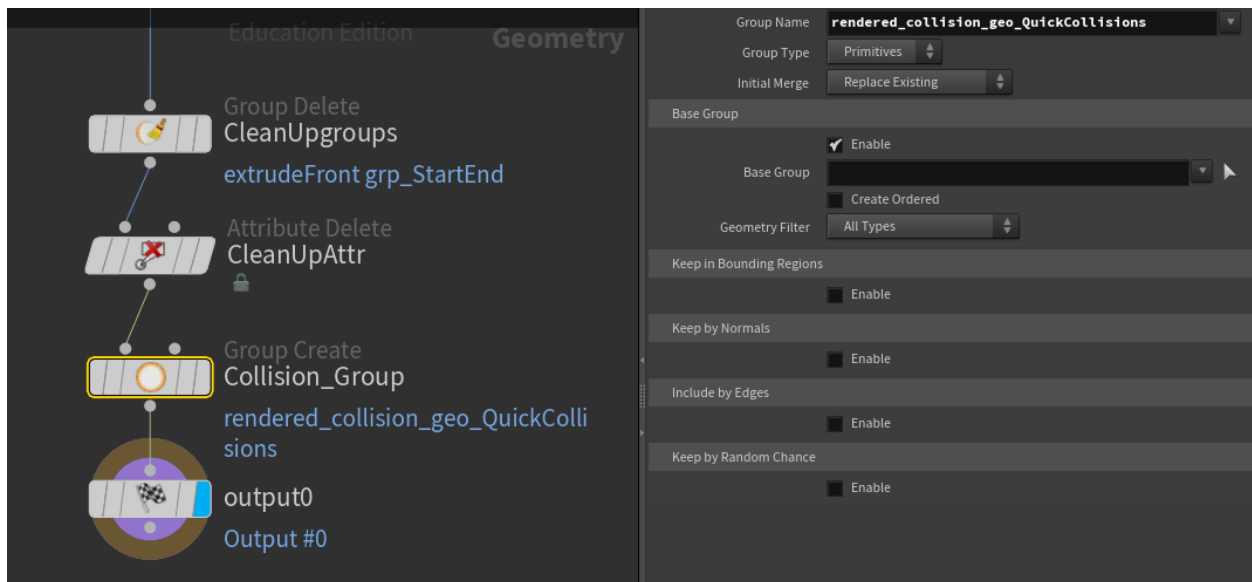 Education Edition
Geometry
Group Delete
CleanUpgroups
extrudeFront grp_StartEnd
Attribute Delete
CleanUpAttr
Group Create
Collision_Group
rendered_collision_geo_QuickColli
sions
output0
Output #0
Group Name rendered_collision_geo_QuickCollisions
Group Type Primitives
Initial Merge Replace Existing
Base Group
Enable
Base Group
Create Ordered
Geometry Filter All Types
Keep in Bounding Regions
Enable
Keep by Normals
Enable
Include by Edges
Enable
Keep by Random Chance
Enable